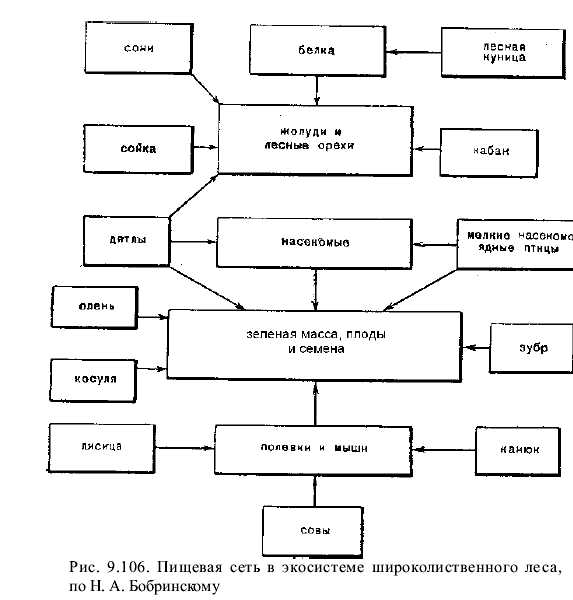 сони
белка
лесная
куница
желуди и
лесные орехи
сойка
кабан
дятлы
насекомые
мелкие насекомо
ядные птицы
олень
зеленая масса, плоды
и семена
зубр
косуля
лисица
полевки и мыши
канюк
совы
Рис. 9.106. Пищевая сеть в экосистеме широколиственного леса,
по Н. А. Бобринскому